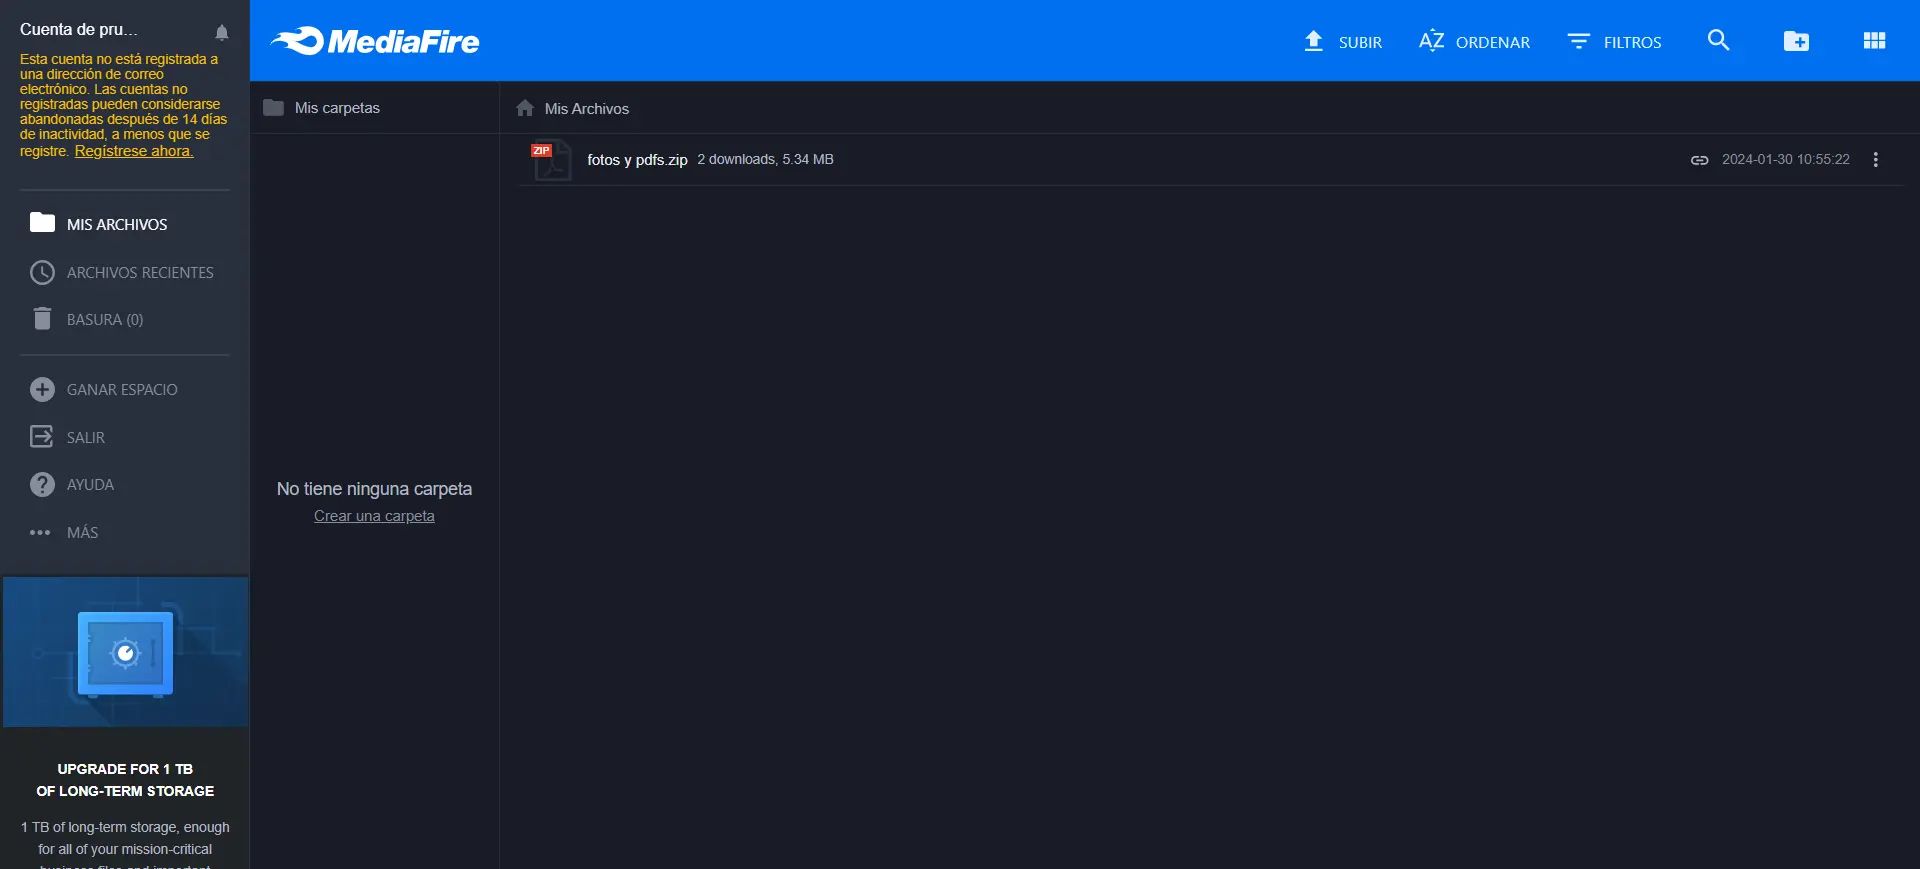 Cuenta de pru...
Esta cuenta no está registrada a
una dirección de correo
electrónico. Las cuentas no
registradas pueden considerarse
abandonadas después de 14 días
de inactividad, a menos que se
registre. Regístrese ahora.
MIS ARCHIVOS
ARCHIVOS RECIENTES
BASURA (0)
GANAR ESPACIO
SALIR
AYUDA
MÁS
UPGRADE FOR 1 TB
OF LONG-TERM STORAGE
1 TB of long-term storage, enough
for all of your mission-critical
business files and important
MediaFire
SUBIR
ORDENAR
FILTROS
Mis carpetas
No tiene ninguna carpeta
Crear una carpeta
Mis Archivos
ZIP
fotos y pdfs.zip 2 downloads, 5.34 MB
2024-01-30 10:55:22